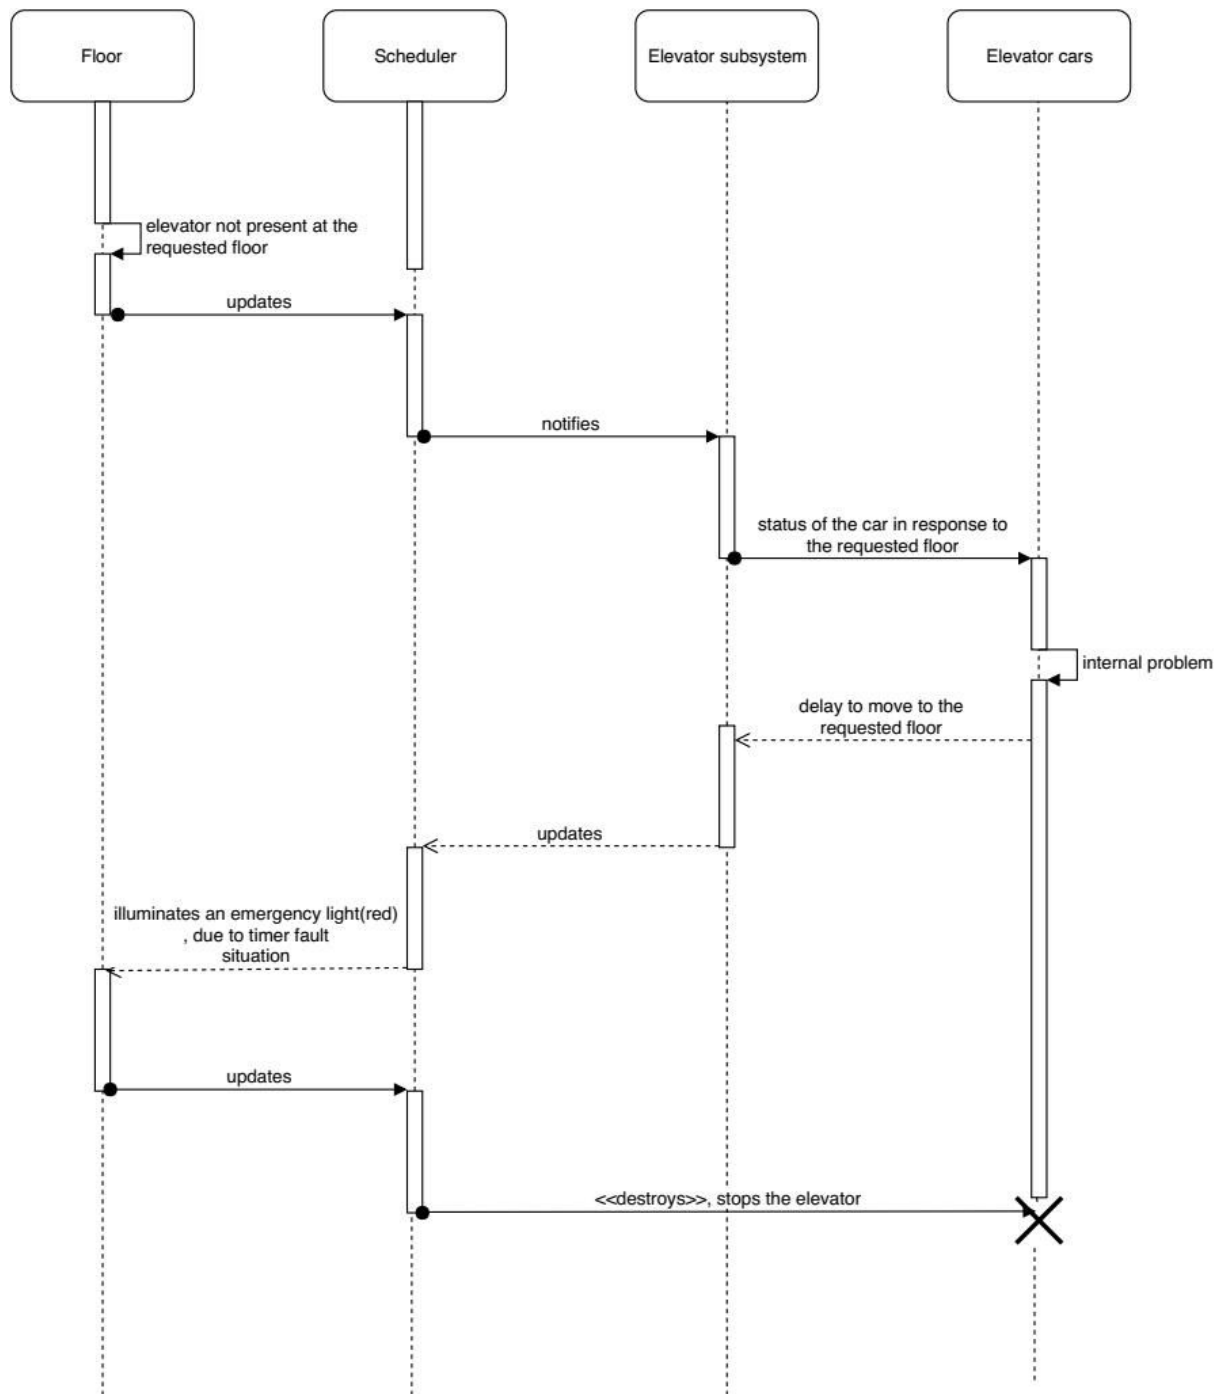 Floor
Scheduler
Elevator subsystem
Elevator cars
elevator not present at the
requested floor
updates
notifies
status of the car in response to
the requested floor
internal problem
delay to move to the
requested floor
updates
illuminates an emergency light(red)
, due to timer fault
situation
updates
<<destroys>>, stops the elevator